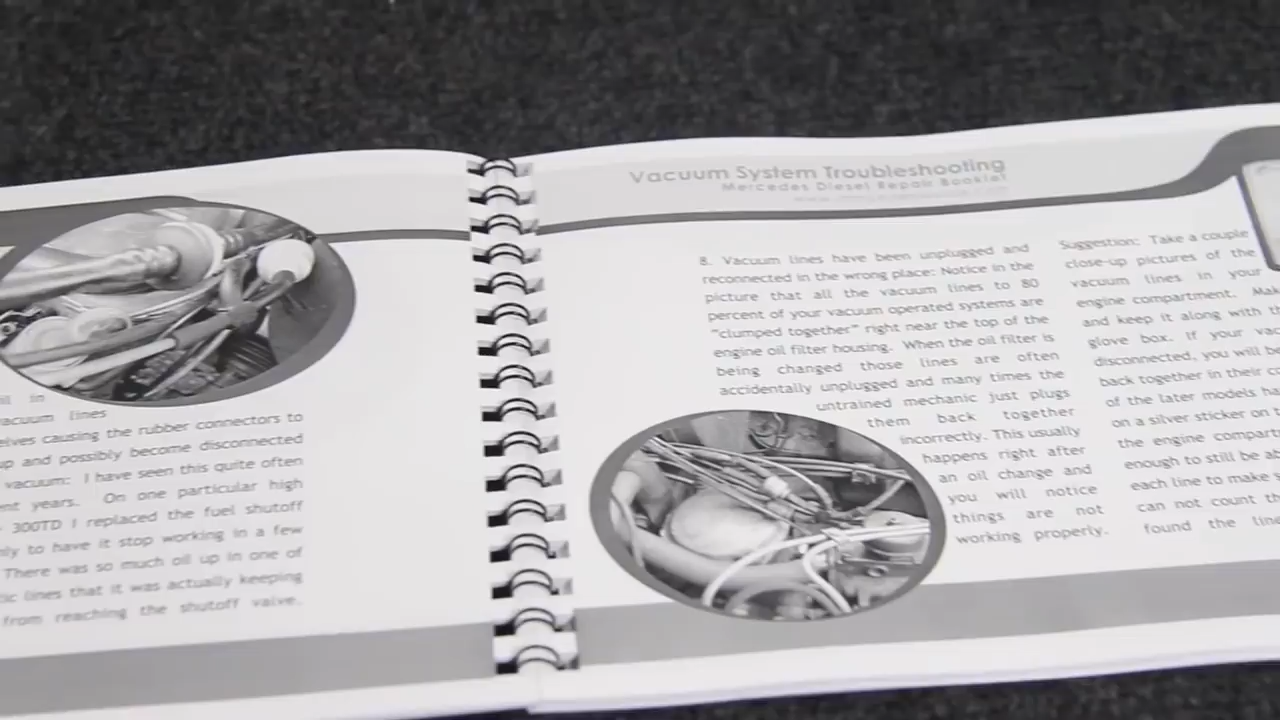 il in
vacuum lines
elves causing the rubber connectors to
up and possibly become disconnected
vacuum: I have seen this quite often
nt years. On one particular high
300TD I replaced the fuel shutoff
ly to have it stop working in a few
There was so much oil up in one of
tic lines that it was actually keeping
from reaching the shutoff valve.
Vacuum System Troubleshooting
Mercedes Diesel Repair Booklet
8. Vacuum lines have been unplugged and
reconnected in the wrong place: Notice in the
picture that all the vacuum lines to 80
percent of your vacuum operated systems are
"clumped together" right near the top of the
engine oil filter housing. When the oil filter is
being changed those lines are often
accidentally unplugged and many times the
untrained mechanic just plugs
them back together
incorrectly. This usually
happens right after
an oil change and
you will notice
things are not
working properly.
Suggestion: Take a couple
close-up pictures of the
vacuum lines in your
engine compartment. Mak
and keep it along with th
glove box. If your vac
disconnected, you will be
back together in their co
of the later models ha
on a silver sticker on
the engine compart
enough to still be ab
each line to make
can not count th
found the line